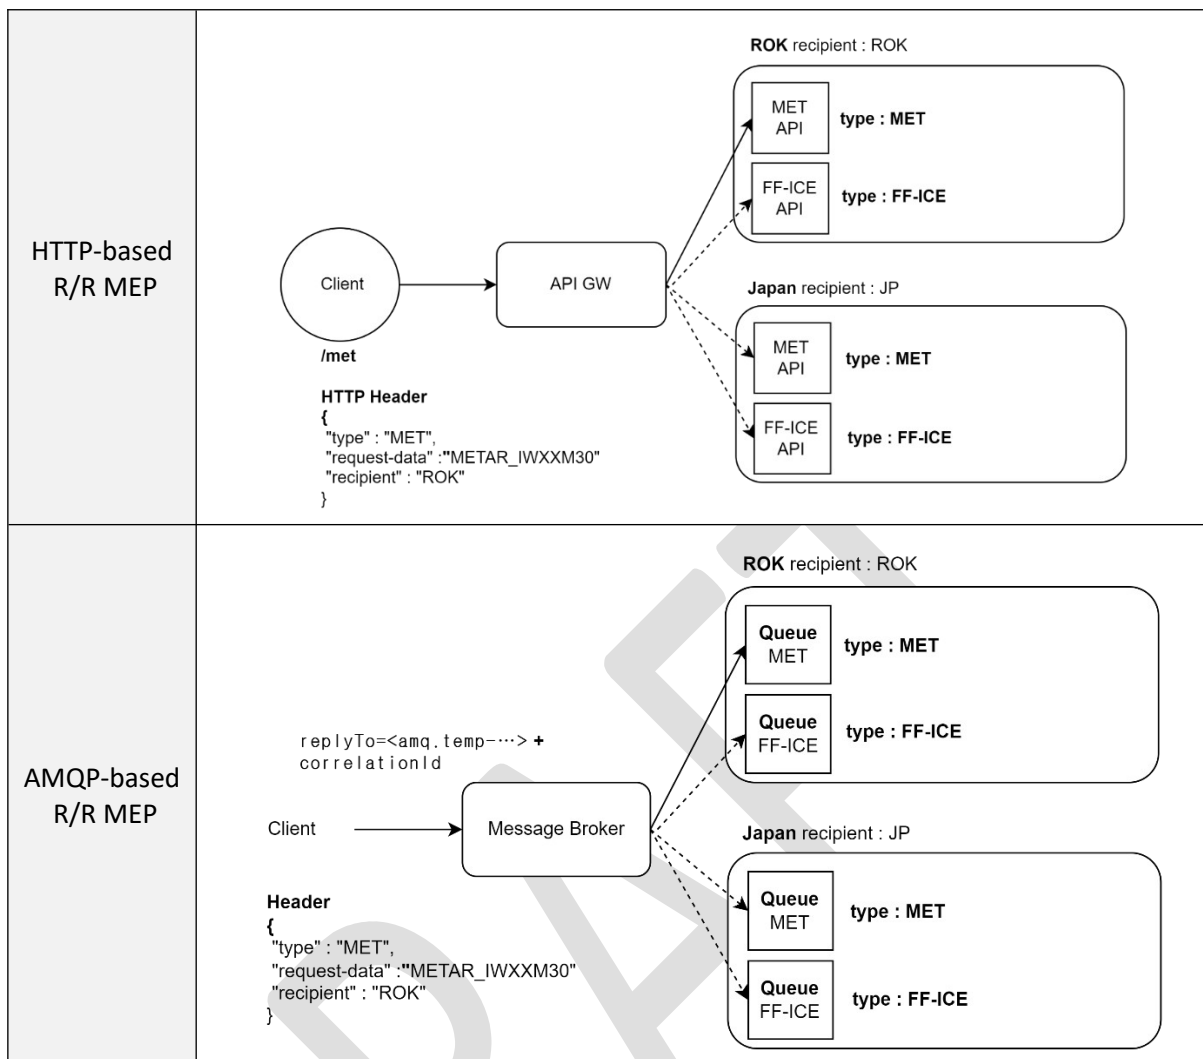 HTTP-based
R/R MEP
ROK recipient : ROK
MET
API
type : MET
FF-ICE
API
type : FF-ICE
Client
API GW
/met
HTTP Header
{
"type" : "MET",
"request-data" :"METAR_IWXXM30"
"recipient" : "ROK"
}
Japan recipient : JP
MET
API
type : MET
FF-ICE
API
type : FF-ICE
AMQP-based
R/R MEP
ROK recipient : ROK
Queue
MET
type : MET
Queue
FF-ICE
type : FF-ICE
replyTo=<amq.temp-···> +
correlationId
Client
Message Broker
Header
{
"type" : "MET",
"request-data" :"METAR_IWXXM30"
"recipient" : "ROK"
}
Japan recipient : JP
Queue
MET
type : MET
Queue
FF-ICE
type : FF-ICE
DRAFT